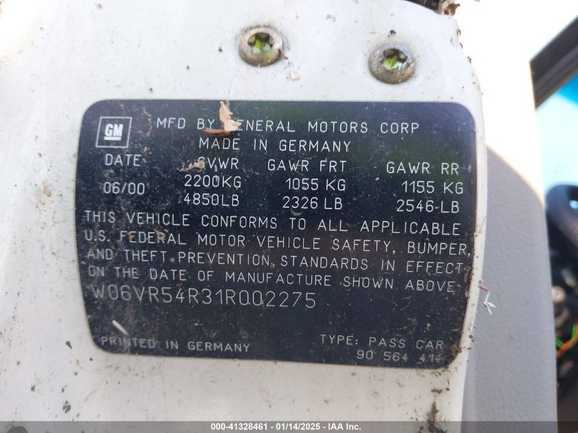 GM MFD BY GENERAL MOTORS CORP
MADE IN GERMANY
DATE GVWR GAWR FRT GAWR RR
06/00 2200KG 1055 KG 1155 KG
4850LB 2326 LB 2546-LB
THIS VEHICLE CONFORMS TO ALL APPLICABLE
U.S. FEDERAL MOTOR VEHICLE SAFETY, BUMPER,
AND THEFT PREVENTION STANDARDS IN EFFECT
ON THE DATE OF MANUFACTURE SHOWN ABOVE
W06VR54R31R002275
PRINTED IN GERMANY TYPE: PASS CAR
90 564 414
000-41328461 - 01/14/2025 - IAA Inc.